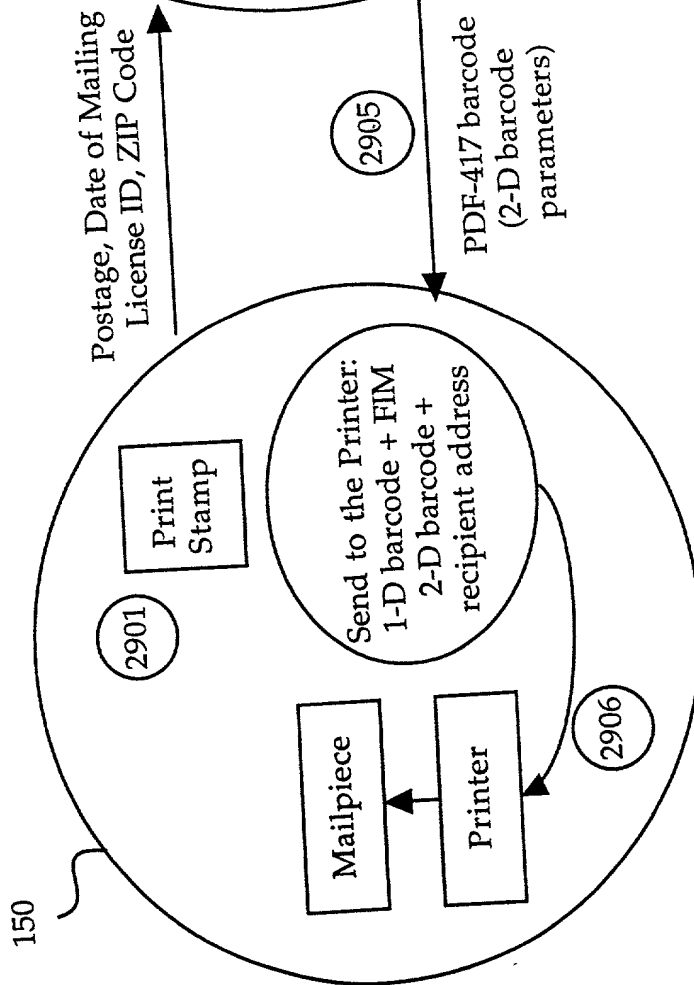 150
2901
Print
Stamp
Postage, Date of Mailing
License ID, ZIP Code
Mailpiece
Printer
2906
Send to the Printer:
1-D barcode + FIM
2-D barcode +
recipient address
2905
PDF-417 barcode
(2-D barcode
parameters)